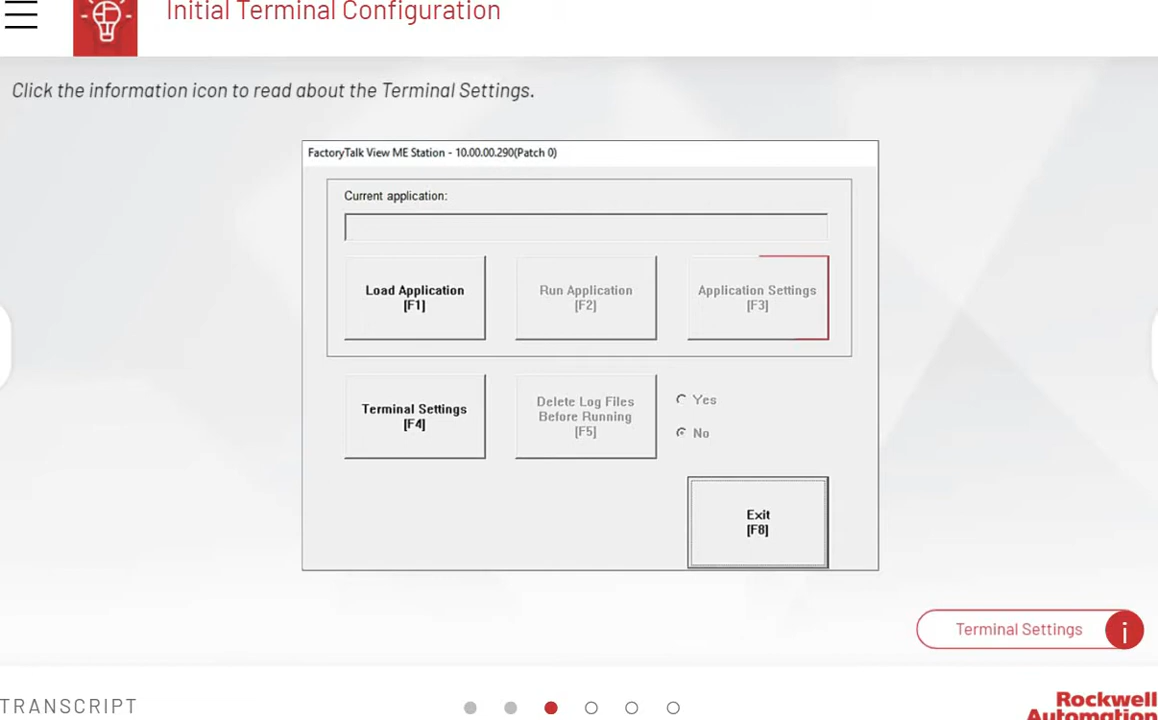 Initial Terminal Configuration
Click the information icon to read about the Terminal Settings.
FactoryTalk View ME Station - 10.00.00.290(Patch 0)
Current application:
Load Application
[F1]
Run Application
[F2]
Application Settings
[F3]
Terminal Settings
[F4]
Delete Log Files
Before Running
[F5]
Yes
No
Exit
[F8]
Terminal Settings
i
TRANSCRIPT
Rockwell
Automation